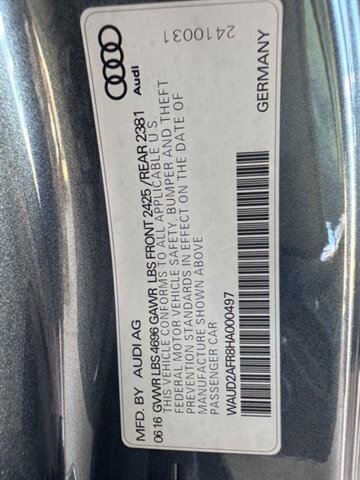 Audi
2410031
GERMANY
MFD. BY AUDI AG
06 16 GVWR LBS 4696 GAWR LBS FRONT 2425 /REAR 2381
THIS VEHICLE CONFORMS TO ALL APPLICABLE U.S.
FEDERAL MOTOR VEHICLE SAFETY, BUMPER AND THEFT
PREVENTION STANDARDS IN EFFECT ON THE DATE OF
MANUFACTURE SHOWN ABOVE
PASSENGER CAR
WAUD2AFR8HA000497